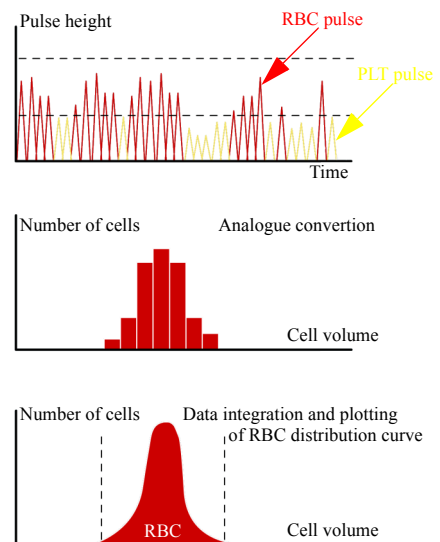 Pulse height
RBC pulse
PLT pulse
Time
Number of cells
Analogue convertion
Cell volume
Number of cells
Data integration and plotting
of RBC distribution curve
RBC
Cell volume